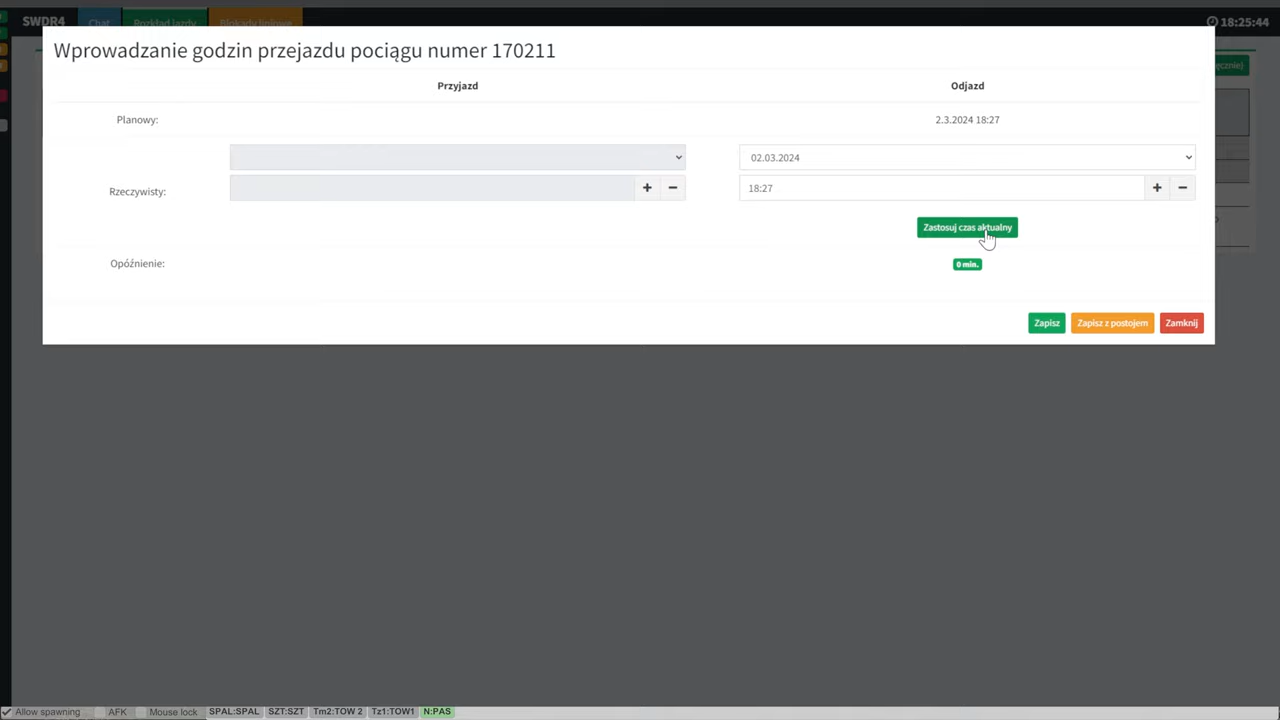 SWDR4 Chat Rozkład jazdy Blokady liniowe 18:25:44
Wprowadzanie godzin przejazdu pociągu numer 170211
Przyjazd Odjazd
Planowy: 2.3.2024 18:27
02.03.2024
Rzeczywisty: + − 18:27 + −
Zastosuj czas aktualny
Opóźnienie: 0 min.
Zapisz Zapisz z postojem Zamknij
Allow spawning AFK Mouse lock SPAL:SPAL SZT:SZT Tm2:TOW 2 Tz1:TOW1 N:PAS